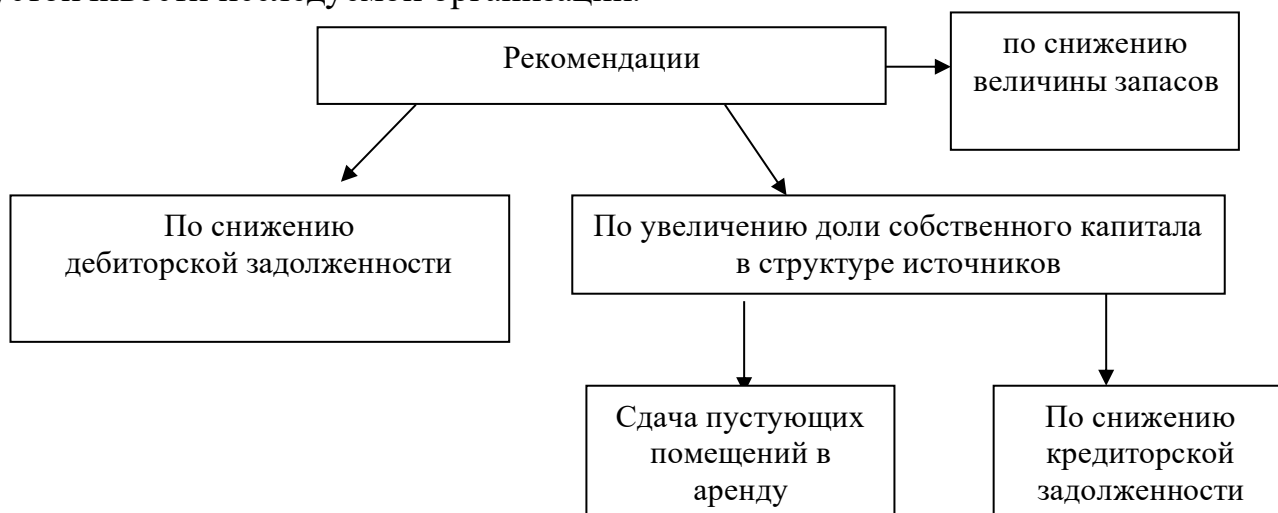 организации.
Рекомендации
по снижению
величины запасов
По снижению
дебиторской задолженности
По увеличению доли собственного капитала
в структуре источников
Сдача пустующих
помещений в
аренду
По снижению
кредиторской
задолженности